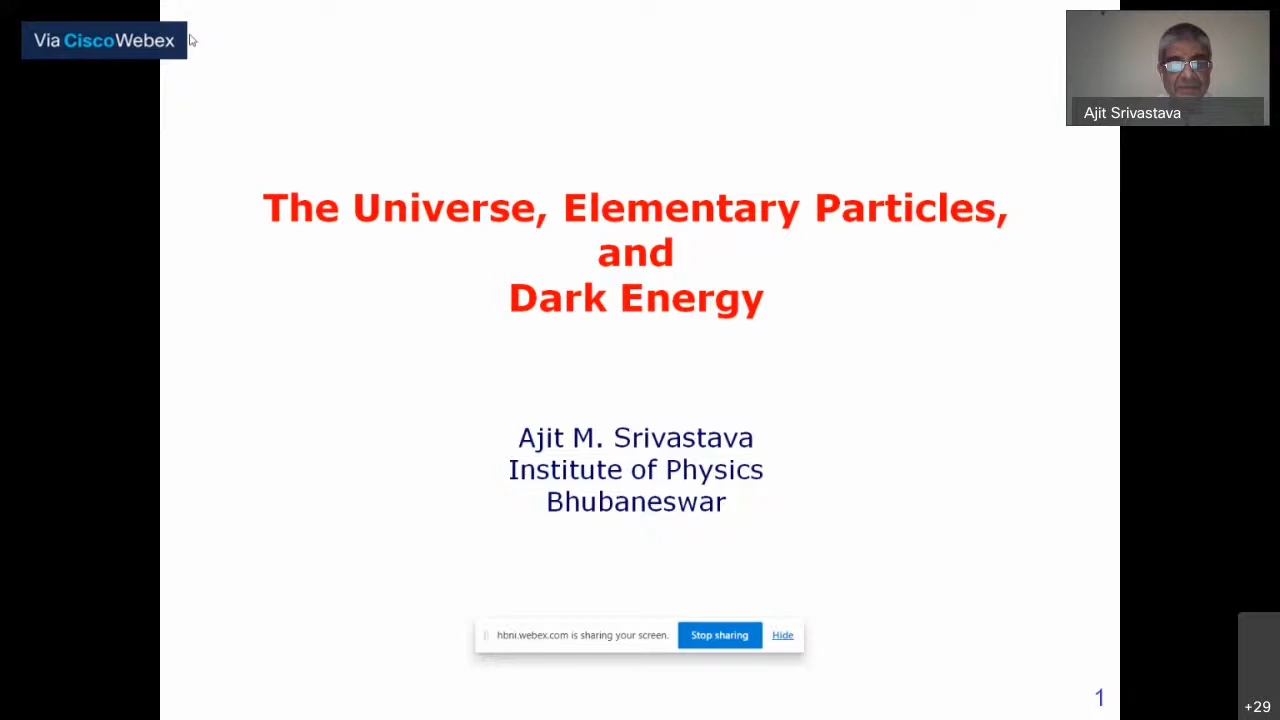 Via CiscoWebex
Ajit Srivastava
The Universe, Elementary Particles,
and
Dark Energy
Ajit M. Srivastava
Institute of Physics
Bhubaneswar
hbni.webex.com is sharing your screen.
Stop sharing
Hide
1
+29